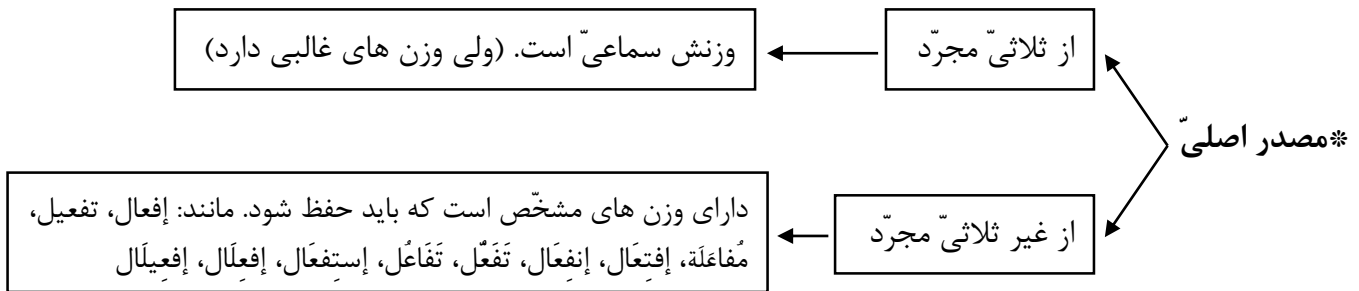 *مصدر اصلیّ
از ثلاثیّ مجرّد
وزنش سماعیّ است. (ولی وزن های غالبی دارد)
از غیر ثلاثیّ مجرّد
دارای وزن های مشخّص است که باید حفظ شود. مانند: إفعال، تفعیل،
مُفاعَلَة، إفتِعَال، إنفِعَال، تَفَعُّل، تَفَاعُل، إستِفعَال، إفعِلَال، إفعِیلَال